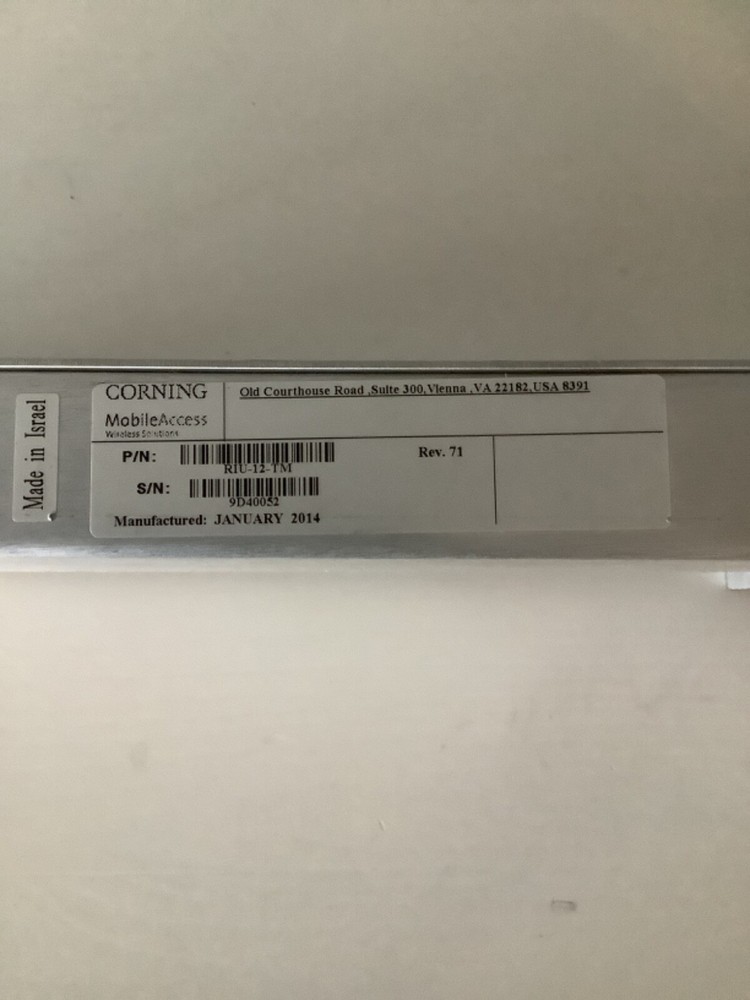 Made in Israel
CORNING
MobileAccess
Wireless Solutions
Old Courthouse Road ,Suite 300,Vienna ,VA 22182,USA 8391
P/N:
RIU-12-TM
Rev. 71
S/N:
9D40052
Manufactured: JANUARY 2014